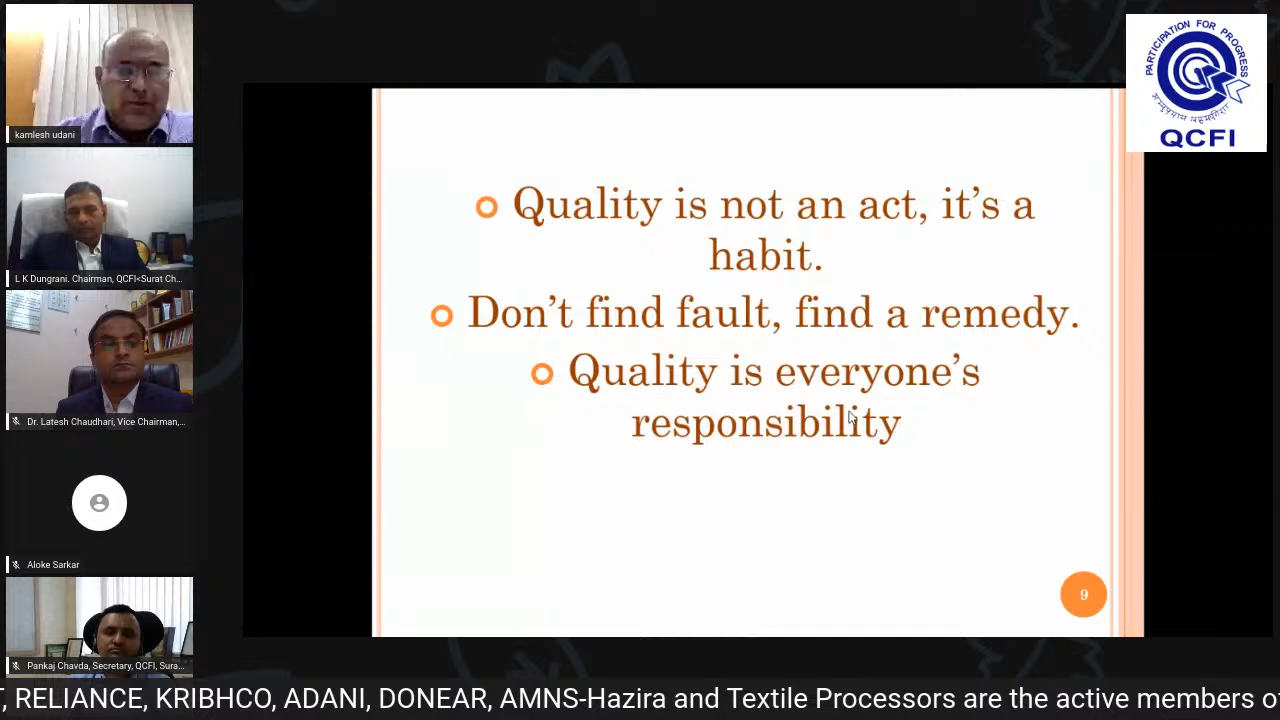 kamlesh udani
L K Dungrani. Chairman, QCFI<Surat Ch...
Dr. Latesh Chaudhari, Vice Chairman,...
Aloke Sarkar
Pankaj Chavda, Secretary, QCFI, Sura...
Quality is not an act, it's a
habit.
Don't find fault, find a remedy.
Quality is everyone's
responsibility
9
PARTICIPATION FOR PROGRESS
QCFI
, RELIANCE, KRIBHCO, ADANI, DONEAR, AMNS-Hazira and Textile Processors are the active members